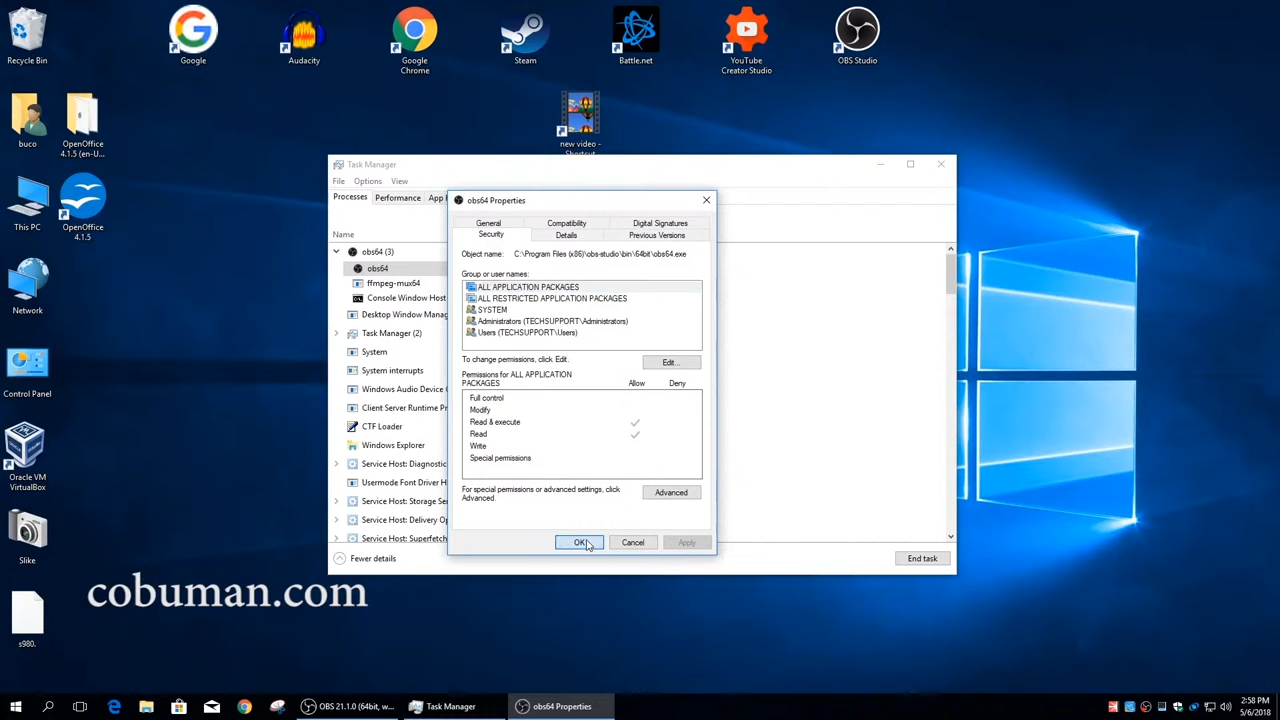 Recycle Bin
Google
Audacity
Google
Chrome
Steam
Battle.net
YouTube
Creator Studio
OBS Studio
buco
OpenOffice
4.1.5 (en-U...
new video -
Shortcut
This PC
OpenOffice
4.1.5
Network
Control Panel
Oracle VM
VirtualBox
Slike
s980.
Task Manager
File Options View
Processes Performance App
Name
obs64 (3)
obs64
ffmpeg-mux64
Console Window Host
Desktop Window Mana
Task Manager (2)
System
System interrupts
Windows Audio Device
Client Server Runtime Pr
CTF Loader
Windows Explorer
Service Host: Diagnostic
Usermode Font Driver H
Service Host: Storage Se
Service Host: Delivery Op
Service Host: Superfetch
Fewer details
End task
obs64 Properties
General Compatibility Digital Signatures
Security Details Previous Versions
Object name: C:\Program Files (x86)\obs-studio\bin\64bit\obs64.exe
Group or user names:
ALL APPLICATION PACKAGES
ALL RESTRICTED APPLICATION PACKAGES
SYSTEM
Administrators (TECHSUPPORT\Administrators)
Users (TECHSUPPORT\Users)
To change permissions, click Edit.
Edit...
Permissions for ALL APPLICATION
PACKAGES Allow Deny
Full control
Modify
Read & execute
Read
Write
Special permissions
For special permissions or advanced settings, click
Advanced.
Advanced
OK Cancel Apply
cobuman.com
OBS 21.1.0 (64bit, w...
Task Manager
obs64 Properties
2:58 PM
5/6/2018